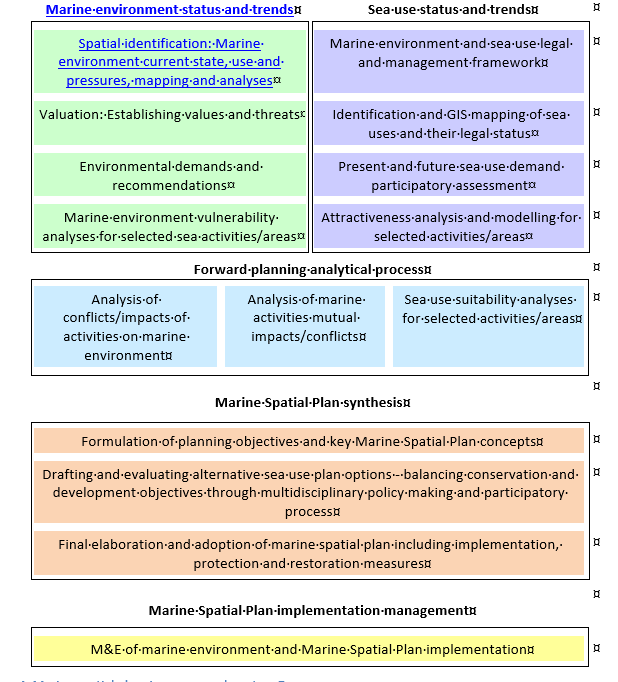 Marine·environment·status·and·trends¤
Sea·use·status·and·trends¤
¤
Spatial·identification:·Marine·
environment·current·state,·use·and·
pressures,·mapping·and·analyses¤
Marine·environment·and·sea·use·legal·
and·management·framework¤
¤
Valuation:·Establishing·values·and·threats¤
Identification·and·GIS·mapping·of·sea·
uses·and·their·legal·status¤
¤
Environmental·demands·and·
recommendations¤
Present·and·future·sea·use·demand·
participatory·assessment¤
¤
Marine·environment·vulnerability·
analyses·for·selected·sea·activities/areas¤
Attractiveness·analysis·and·modelling·for·
selected·activities/areas¤
¤
Forward·planning·analytical·process¤
¤
Analysis·of·
conflicts/impacts·of·
activities·on·marine·
environment¤
Analysis·of·marine·
activities·mutual·
impacts/conflicts¤
Sea·use·suitability·analyses·
for·selected·activities/areas¤
¤
¤
Marine·Spatial·Plan·synthesis¤
Formulation·of·planning·objectives·and·key·Marine·Spatial·Plan·concepts¤
¤
Drafting·and·evaluating·alternative·sea·use·plan·options·–·balancing·conservation·and·
development·objectives·through·multidisciplinary·policy·making·and·participatory·
process¤
¤
Final·elaboration·and·adoption·of·marine·spatial·plan·including·implementation,·
protection·and·restoration·measures¤
¤
¤
Marine·Spatial·Plan·implementation·management¤
M&E·of·marine·environment·and·Marine·Spatial·Plan·implementation¤
¤